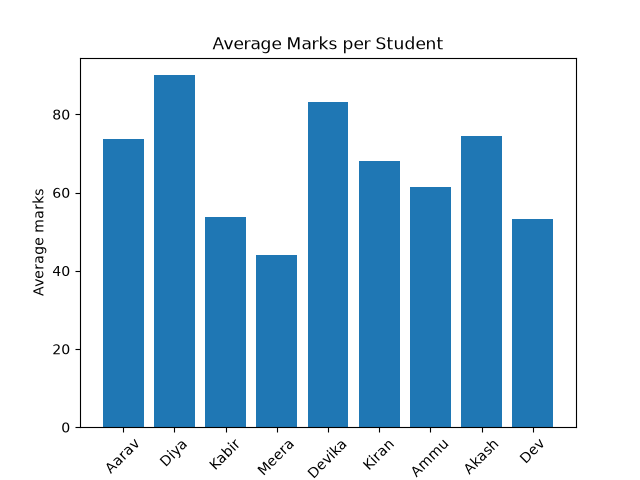 Average Marks per Student
Average marks
80
60
40
20
0
Aarav
Diya
Kabir
Meera
Devika
Kiran
Ammu
Akash
Dev